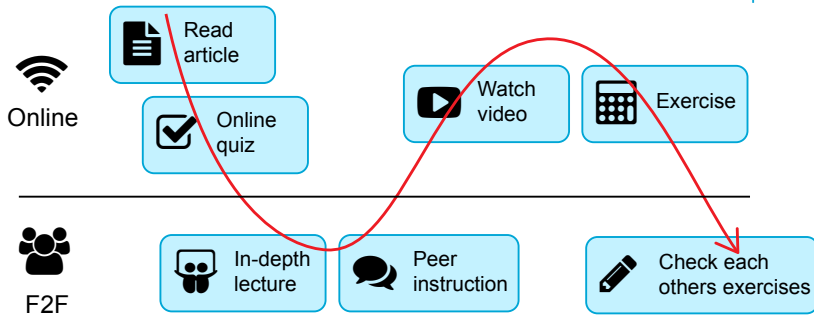 Read
article
Online
Online
quiz
Watch
video
Exercise
F2F
In-depth
lecture
Peer
instruction
Check each
others exercises